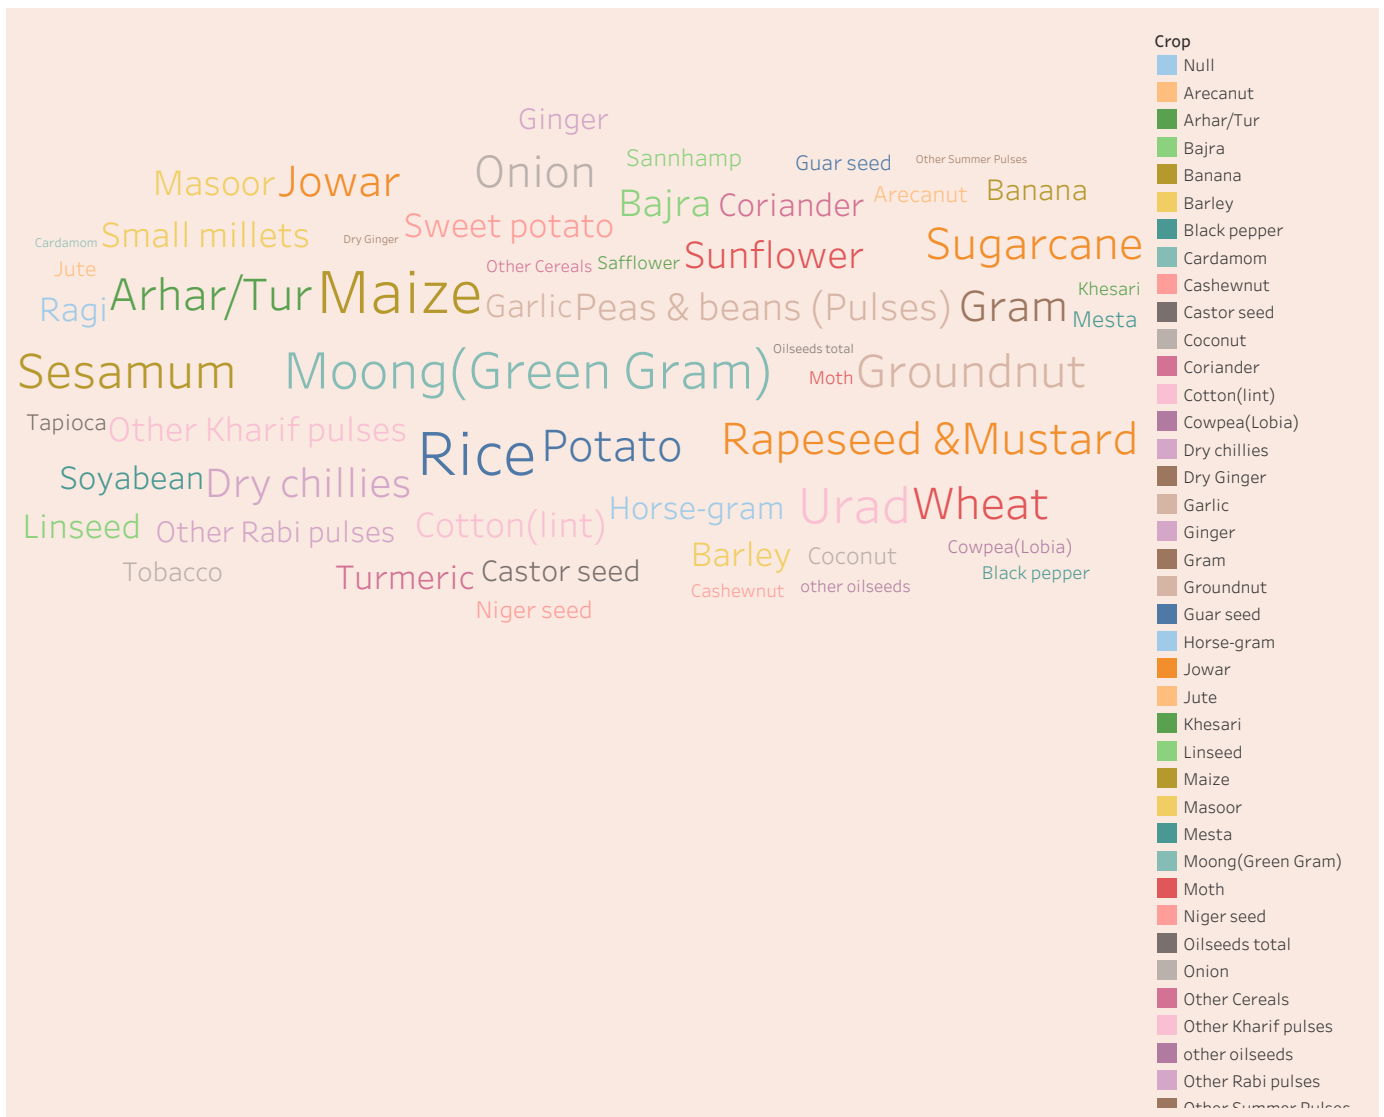 Ginger
Onion
Sannhamp
Guar seed
Other Summer Pulses
Masoor
Jowar
Bajra
Coriander
Arecanut
Banana
Cardamom
Small millets
Dry Ginger
Sweet potato
Sunflower
Sugarcane
Jute
Other Cereals
Safflower
Ragi
Arhar/Tur
Maize
Garlic
Peas & beans (Pulses)
Gram
Khesari
Mesta
Sesamum
Moong(Green Gram)
Oilseeds total
Moth
Groundnut
Tapioca
Other Kharif pulses
Rice
Potato
Rapeseed &Mustard
Soyabean
Dry chillies
Horse-gram
Urad
Wheat
Linseed
Other Rabi pulses
Cotton(lint)
Barley
Coconut
Cowpea(Lobia)
Tobacco
Turmeric
Castor seed
Black pepper
Cashewnut
other oilseeds
Niger seed
Crop
Null
Arecanut
Arhar/Tur
Bajra
Banana
Barley
Black pepper
Cardamom
Cashewnut
Castor seed
Coconut
Coriander
Cotton(lint)
Cowpea(Lobia)
Dry chillies
Dry Ginger
Garlic
Ginger
Gram
Groundnut
Guar seed
Horse-gram
Jowar
Jute
Khesari
Linseed
Maize
Masoor
Mesta
Moong(Green Gram)
Moth
Niger seed
Oilseeds total
Onion
Other Cereals
Other Kharif pulses
other oilseeds
Other Rabi pulses
Other Summer Pulses